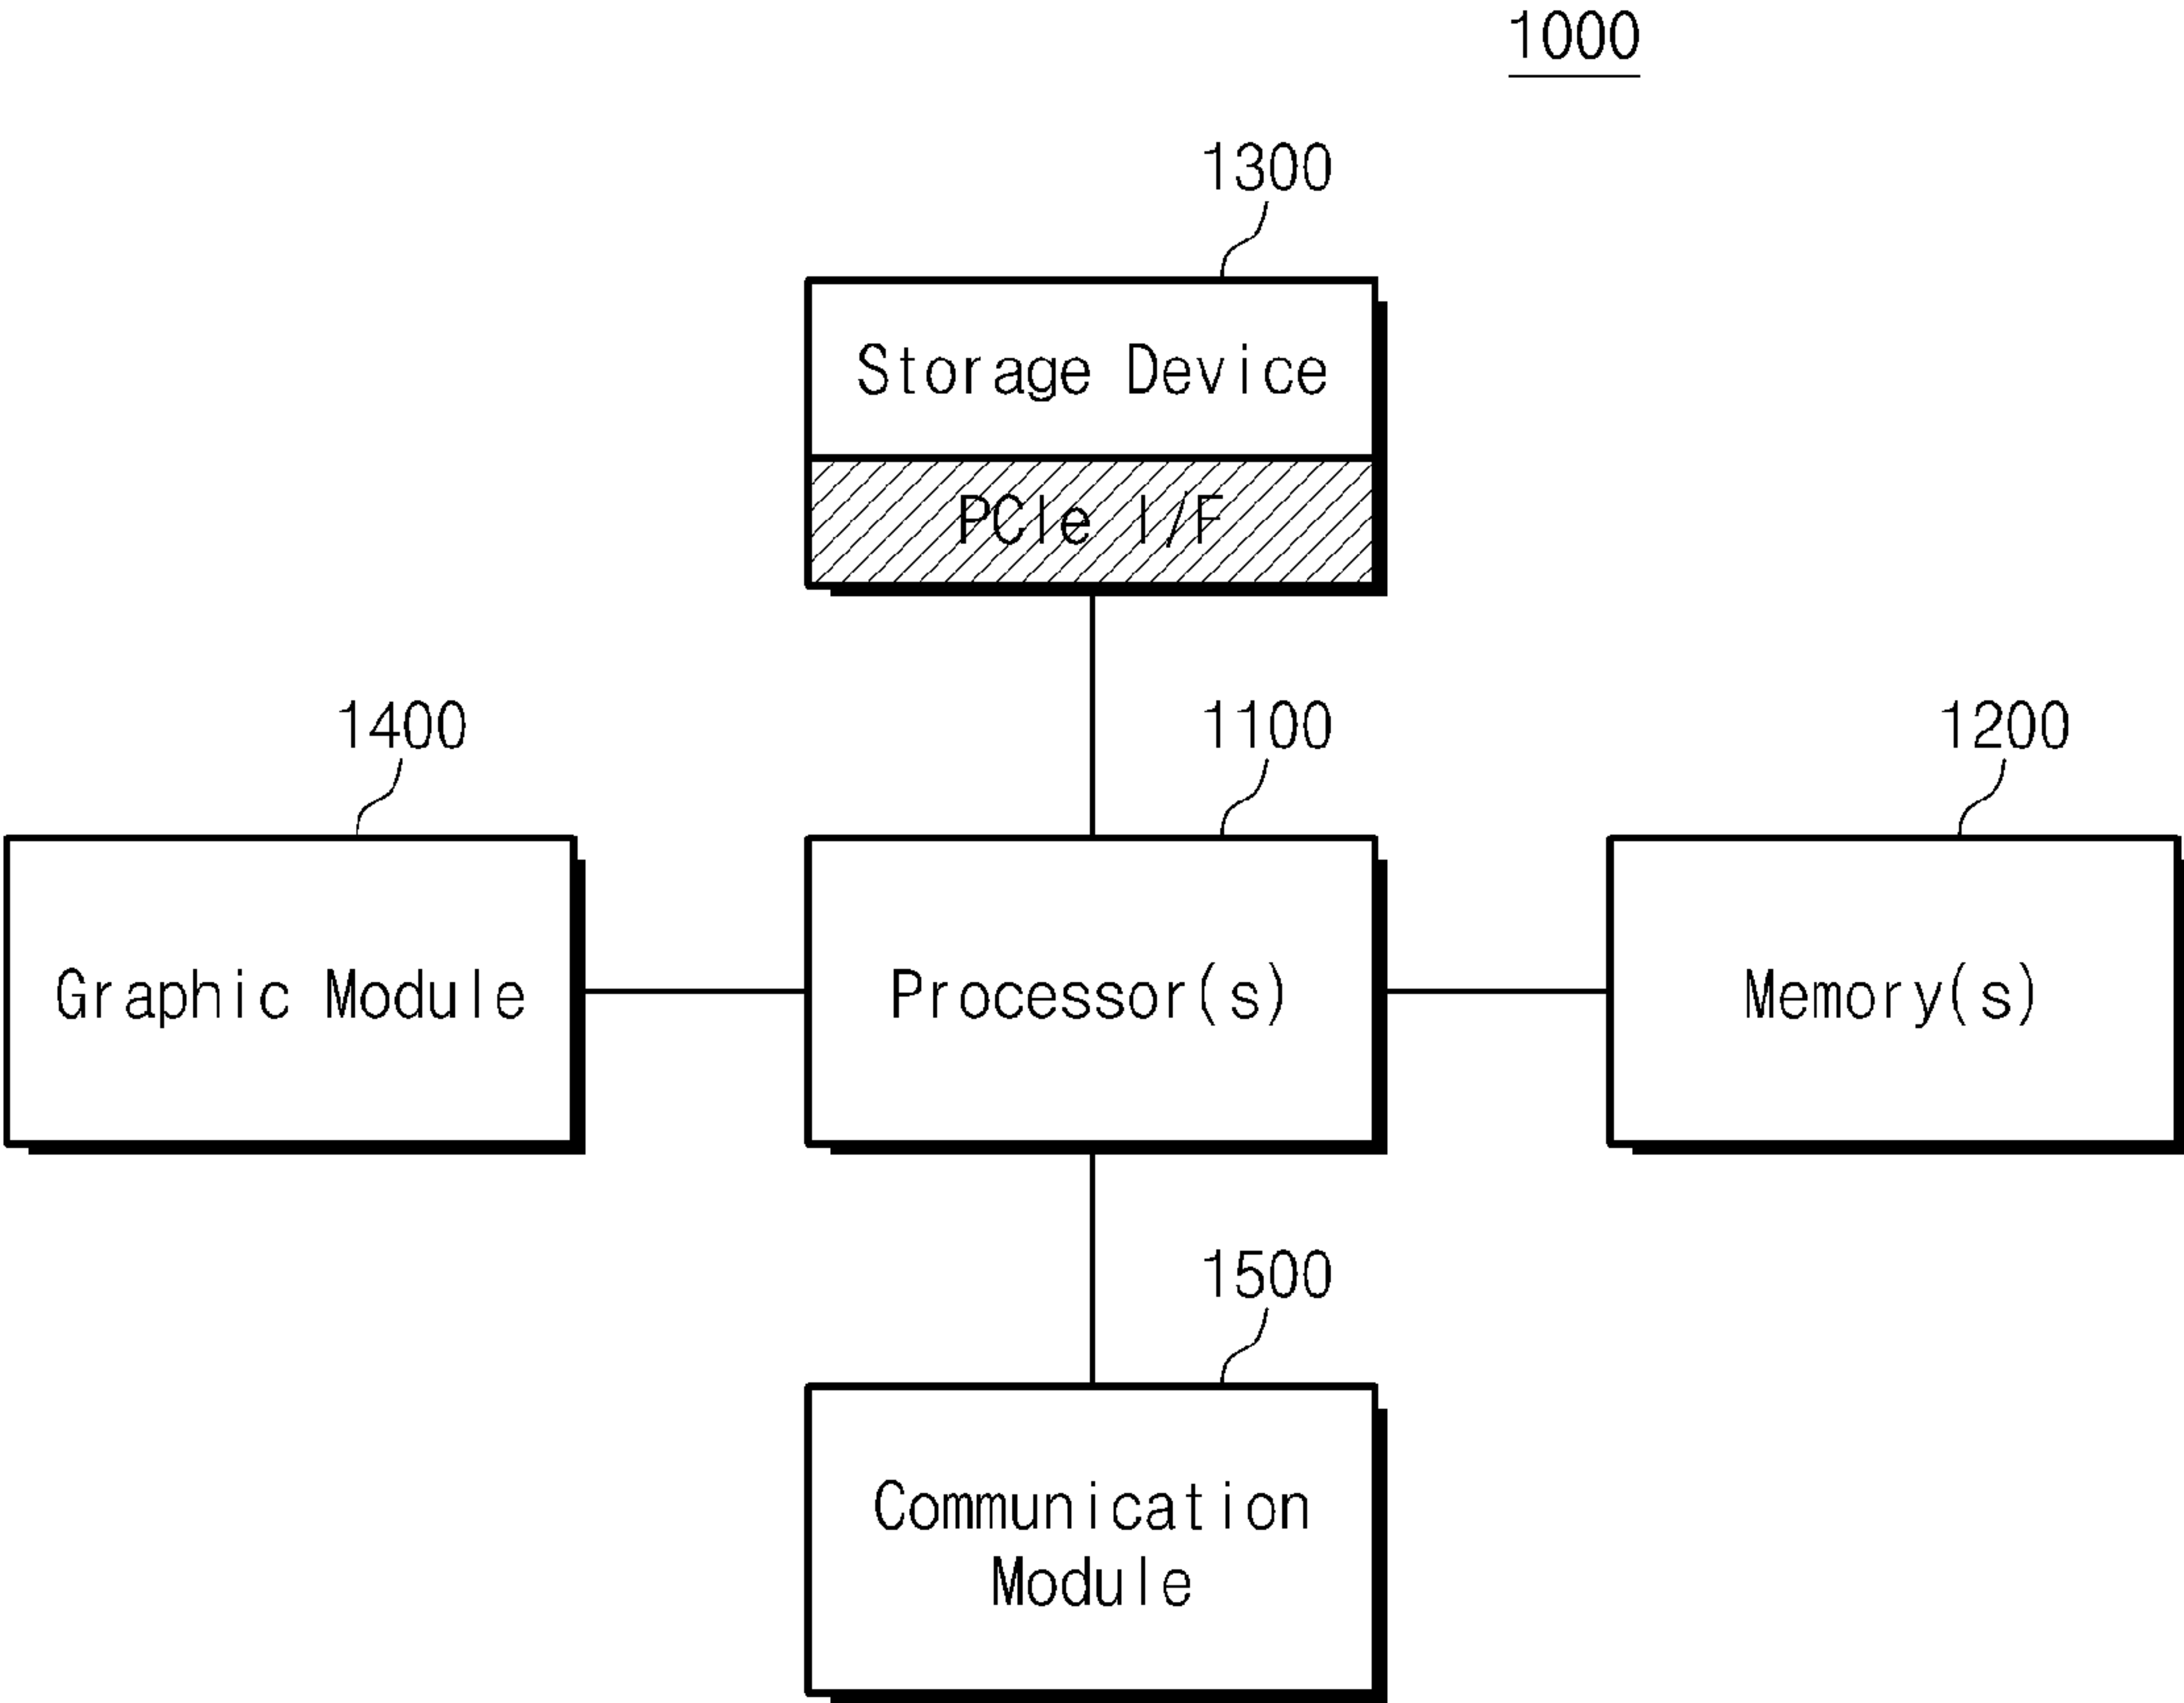 1000
1300
Storage Device
PCIe I/F
1400
1100
1200
Graphic Module
Processor(s)
Memory(s)
1500
Communication
Module